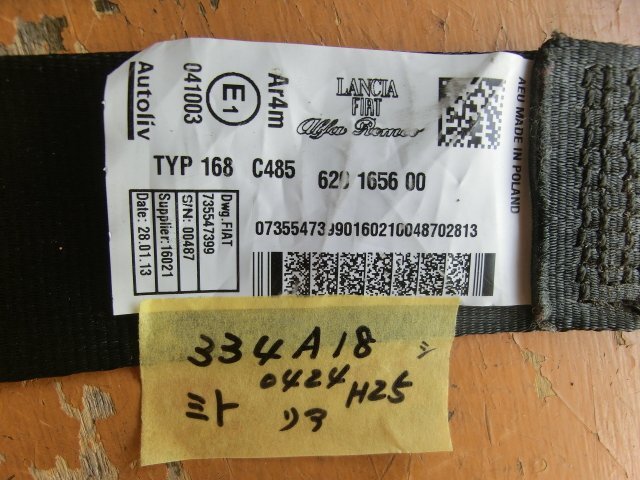 Autoliv
041003
E1
Ar4m
LANCIA
FIAT
Alfa Romeo
AEU MADE IN POLAND
TYP 168 C485 620 1656 00
Dwg.:FIAT
735547399
S/N: 00487
Supplier:16021
Date: 28.01.13
07355473990160210048702813
334A18
0424 H25
ミト リア